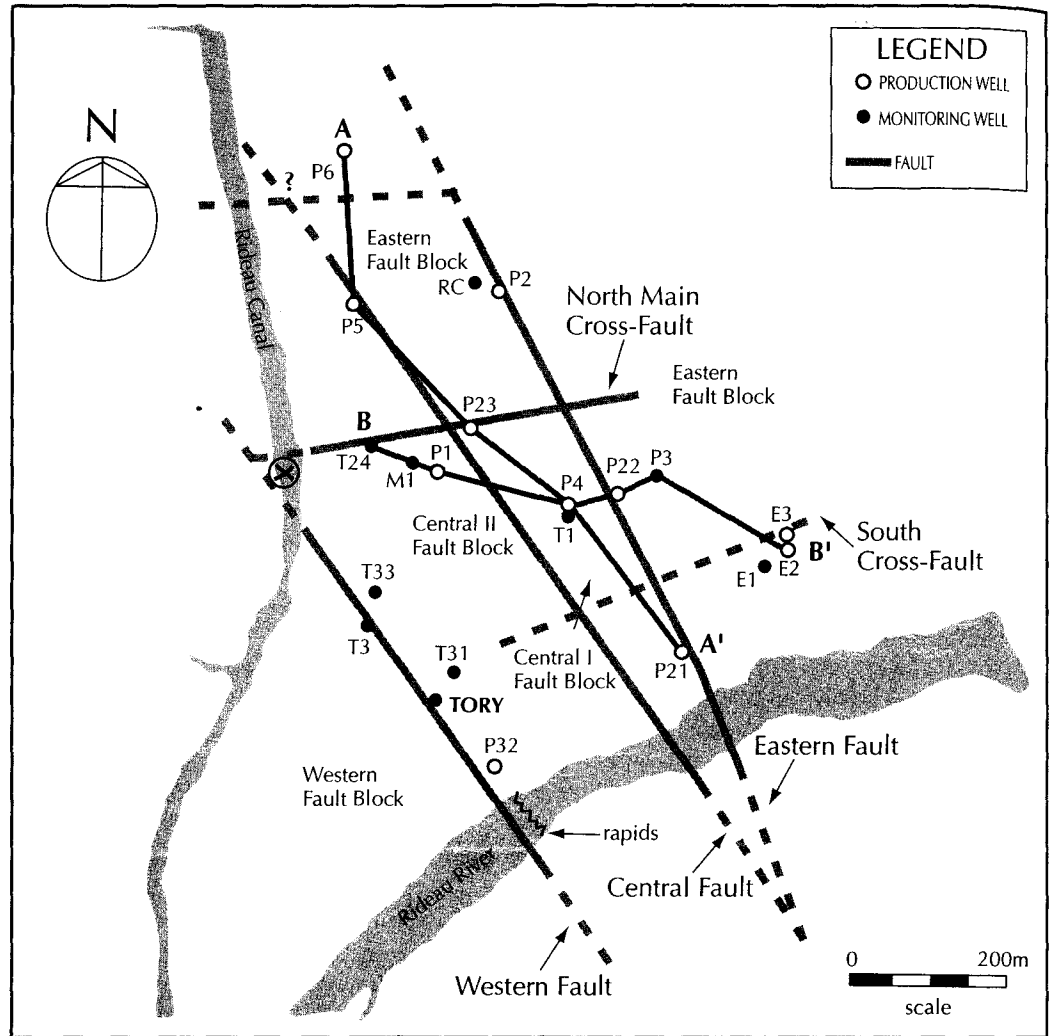 LEGEND
PRODUCTION WELL
MONITORING WELL
FAULT
N
A
P6
?
Rideau Canal
Eastern
Fault Block
RC
P2
P5
North Main
Cross-Fault
Eastern
Fault Block
P23
B
T24
M1
P1
P4
P22
P3
T1
Central II
Fault Block
E3
B'
E2
E1
South
Cross-Fault
T33
T3
T31
TORY
Central I
Fault Block
A'
P21
P32
Western
Fault Block
rapids
Rideau River
Eastern Fault
Central Fault
Western Fault
0 200m
scale